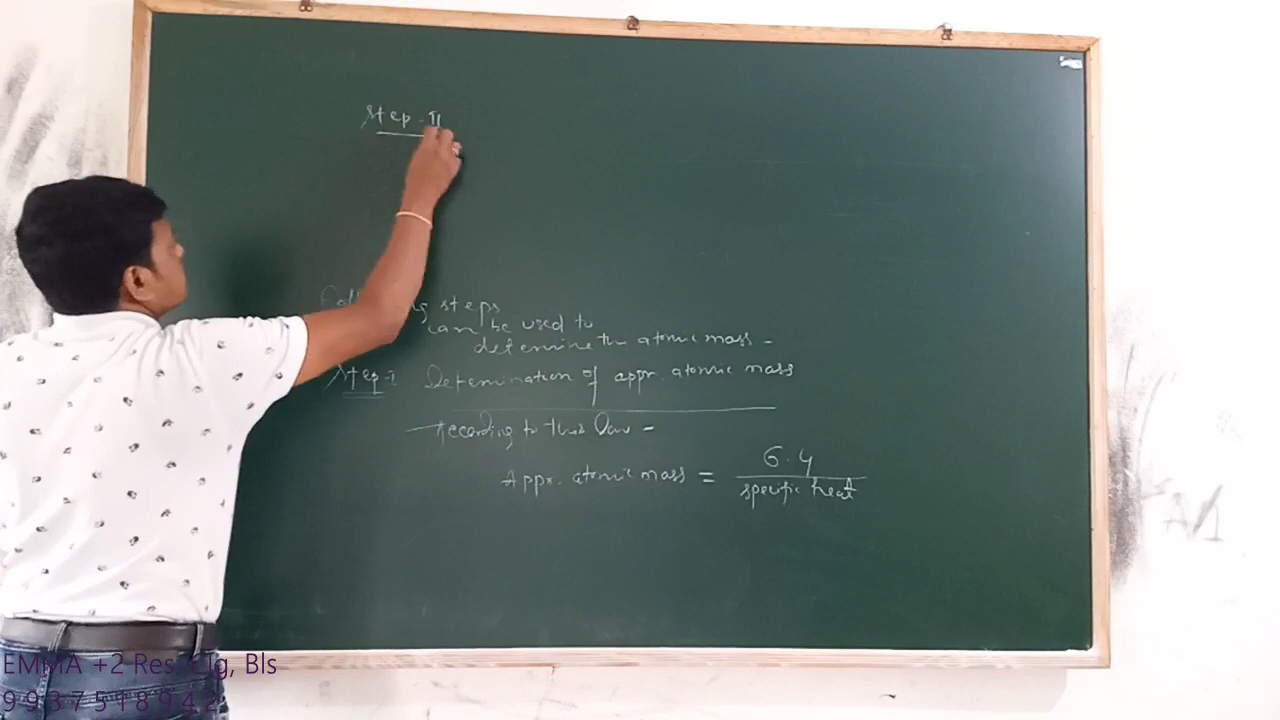 Step-II
steps
can be used to
determine the atomic mass -
Step-I Determination of appr. atomic mass
According to this law -
Appr. atomic mass = 6.4
specific heat
EMMA +2 Res. Clg, Bls
9937518942